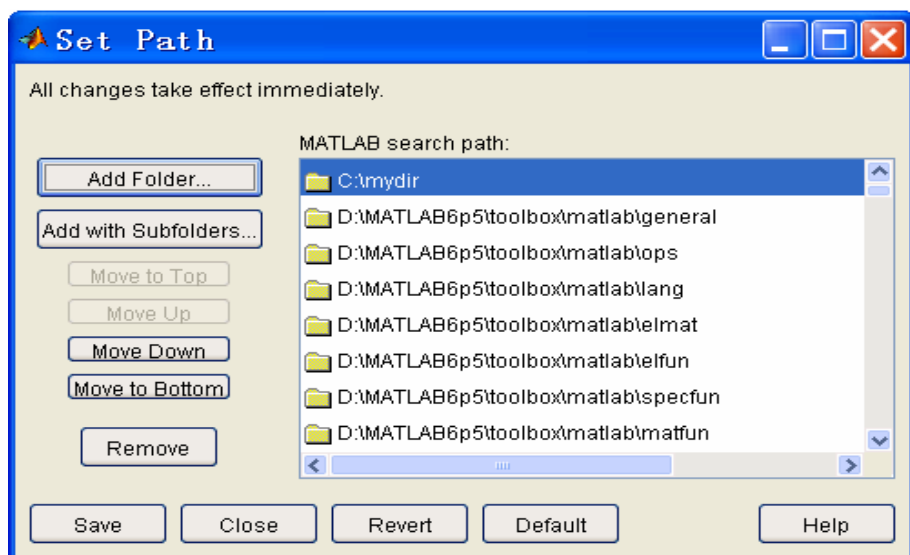 Set Path
All changes take effect immediately.
MATLAB search path:
Add Folder...
Add with Subfolders...
Move to Top
Move Up
Move Down
Move to Bottom
Remove
C:\mydir
D:\MATLAB6p5\toolbox\matlab\general
D:\MATLAB6p5\toolbox\matlab\ops
D:\MATLAB6p5\toolbox\matlab\lang
D:\MATLAB6p5\toolbox\matlab\elmat
D:\MATLAB6p5\toolbox\matlab\elfun
D:\MATLAB6p5\toolbox\matlab\specfun
D:\MATLAB6p5\toolbox\matlab\matfun
Save Close Revert Default Help